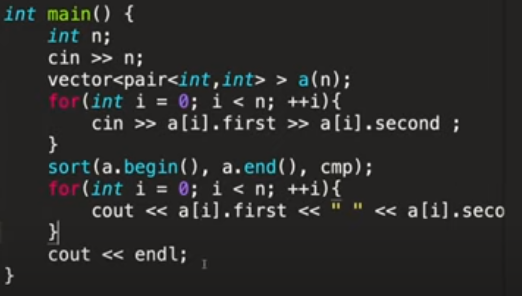 int main() {
    int n;
    cin >> n;
    vector<pair<int,int> > a(n);
    for(int i = 0; i < n; ++i){
        cin >> a[i].first >> a[i].second ;
    }
    sort(a.begin(), a.end(), cmp);
    for(int i = 0; i < n; ++i){
        cout << a[i].first << " " << a[i].seco
    }
    cout << endl;
}